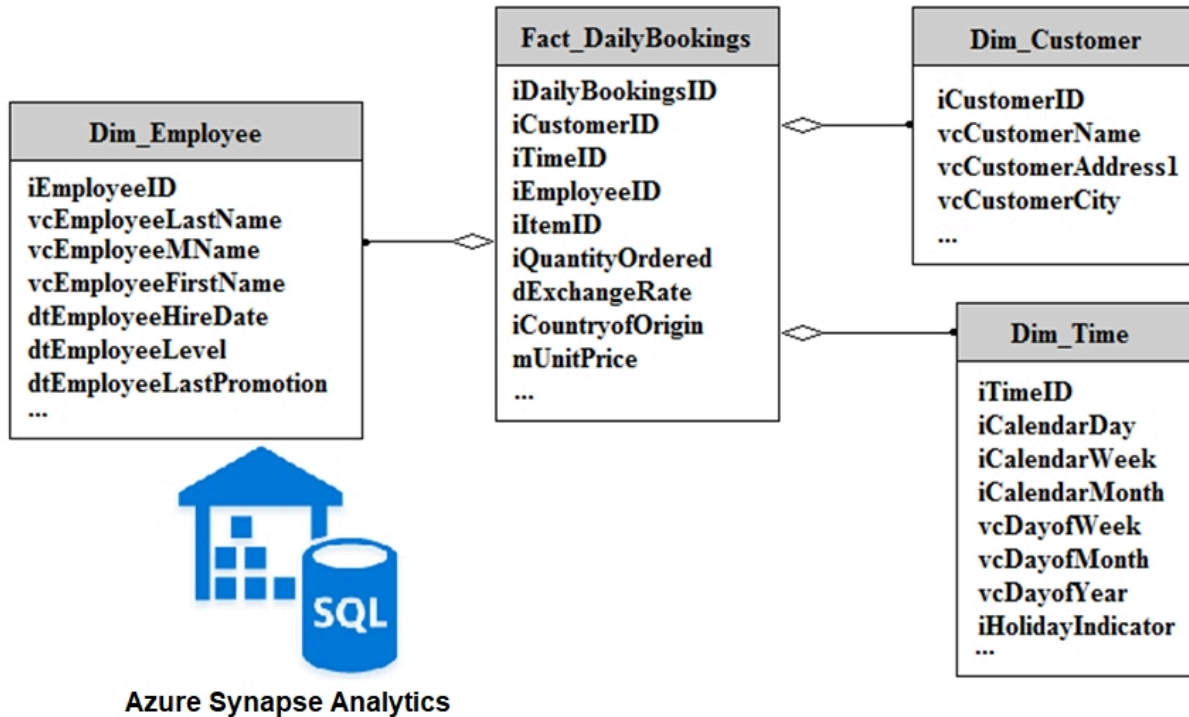 Dim_Employee
iEmployeeID
vcEmployeeLastName
vcEmployeeMName
vcEmployeeFirstName
dtEmployeeHireDate
dtEmployeeLevel
dtEmployeeLastPromotion
...
Fact_DailyBookings
iDailyBookingsID
iCustomerID
iTimeID
iEmployeeID
iItemID
iQuantityOrdered
dExchangeRate
iCountryofOrigin
mUnitPrice
...
Dim_Customer
iCustomerID
vcCustomerName
vcCustomerAddress1
vcCustomerCity
...
Dim_Time
iTimeID
iCalendarDay
iCalendarWeek
iCalendarMonth
vcDayofWeek
vcDayofMonth
vcDayofYear
iHolidayIndicator
...
SQL
Azure Synapse Analytics